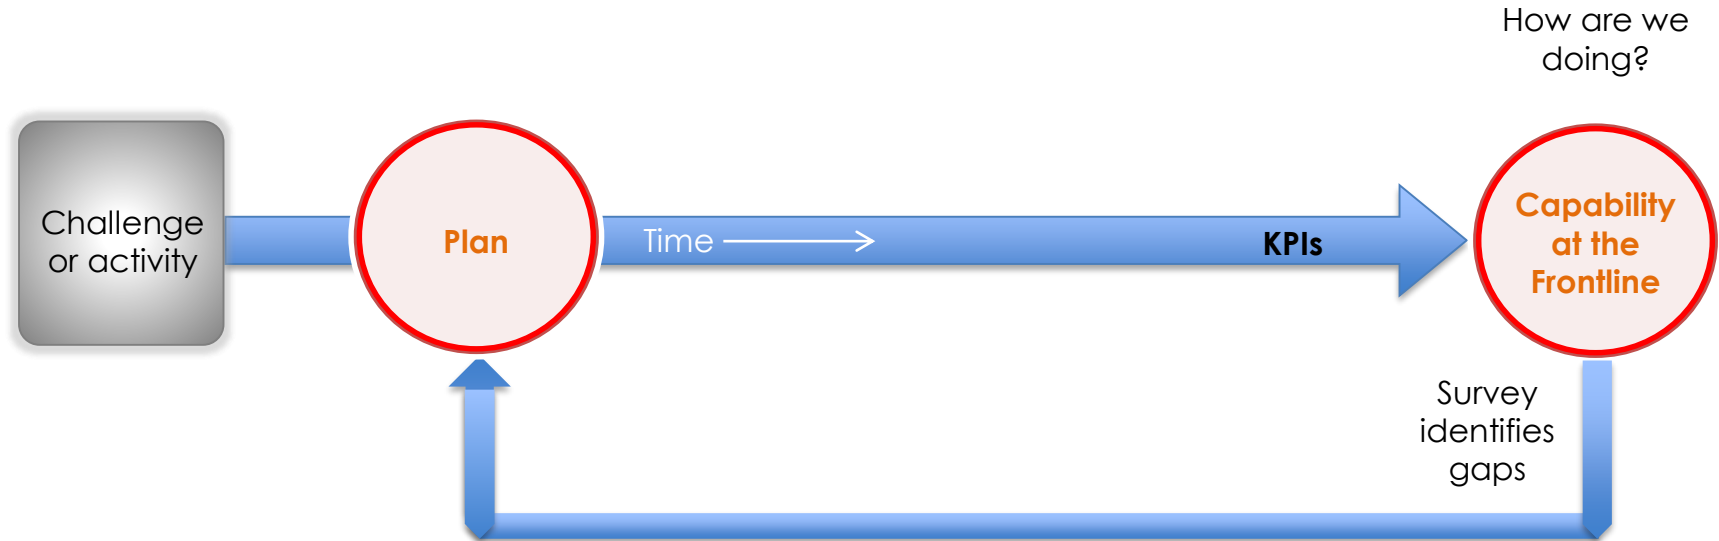 How are we
doing?
Challenge
or activity
Plan
Time
KPIs
Capability
at the
Frontline
Survey
identifies
gaps